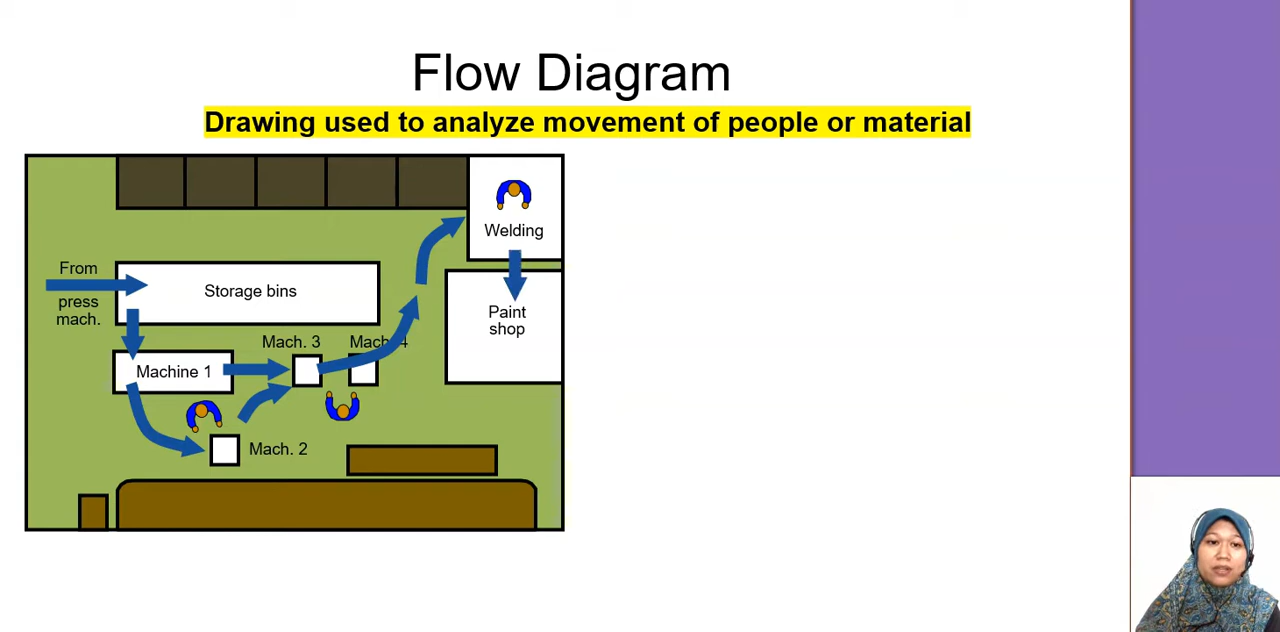 Flow Diagram
Drawing used to analyze movement of people or material
Welding
From
press
mach.
Storage bins
Paint
shop
Mach. 3
Mach. 4
Machine 1
Mach. 2